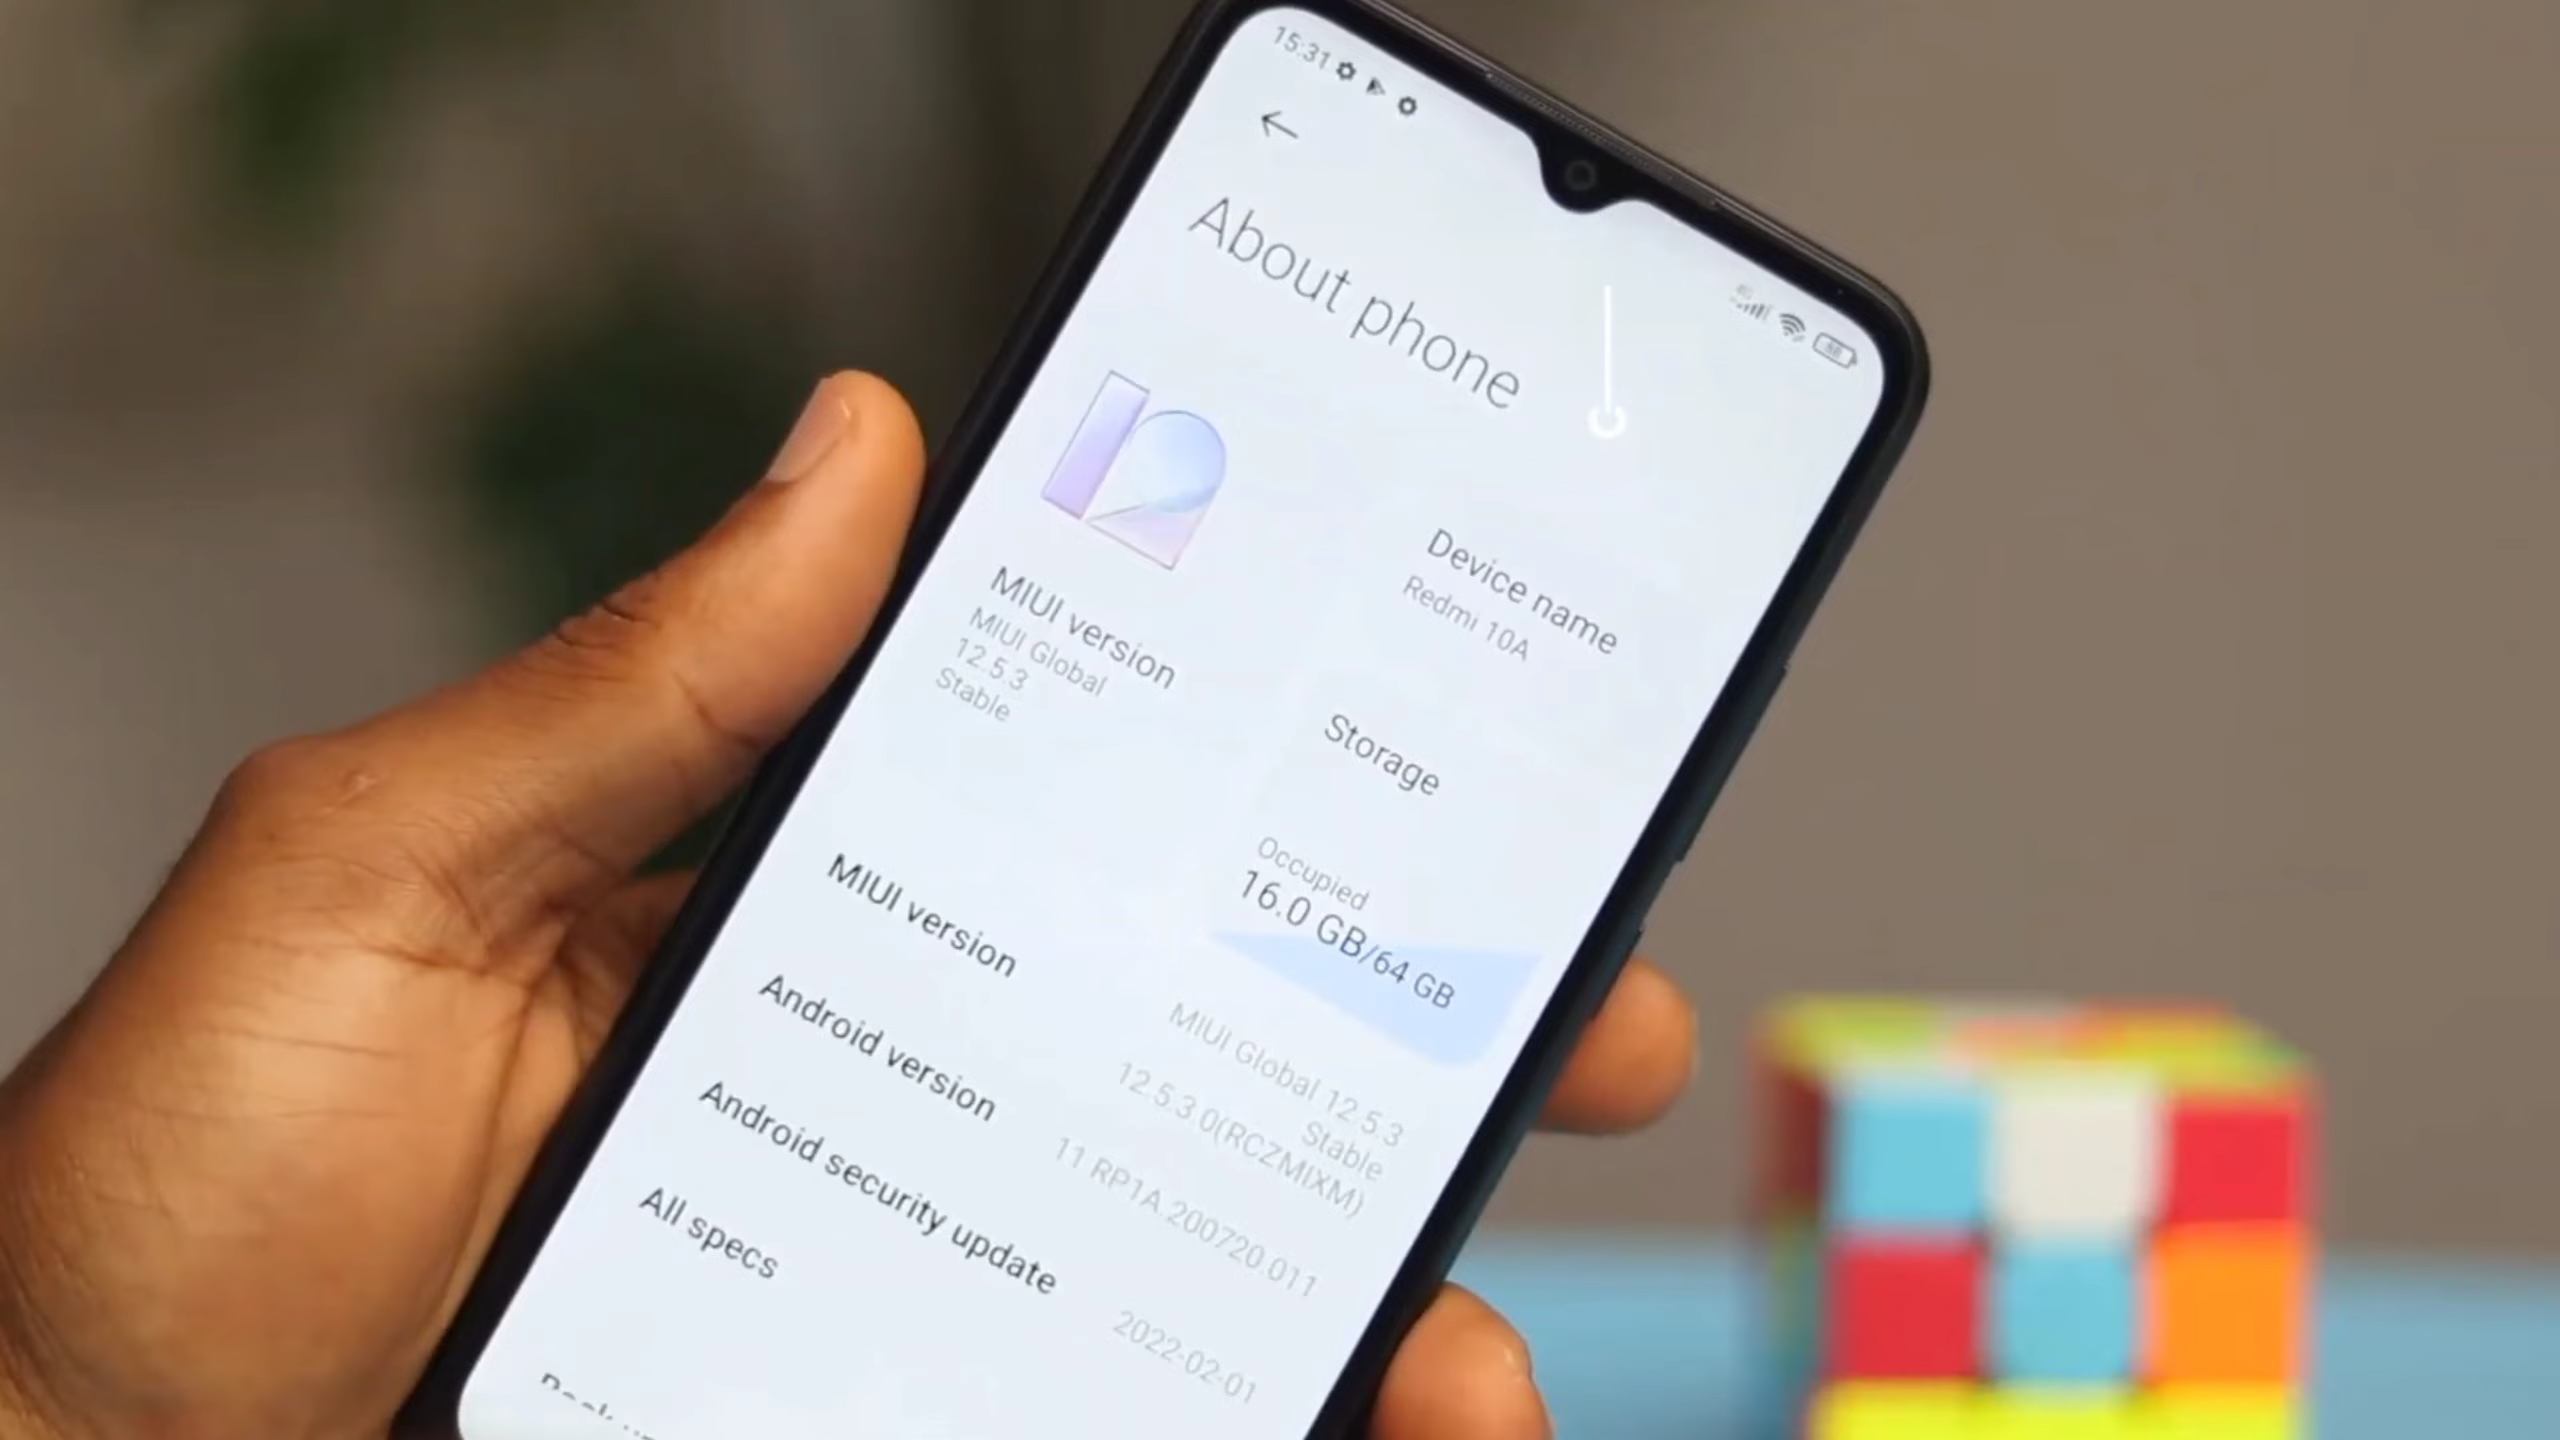 15:31
About phone
12
MIUI version
MIUI Global
12.5.3
Stable
Device name
Redmi 10A
Storage
Occupied
16.0 GB/64 GB
MIUI version
MIUI Global 12.5.3
Stable
12.5.3.0(RCZMIXM)
Android version
11 RP1A.200720.011
Android security update
2022-02-01
All specs